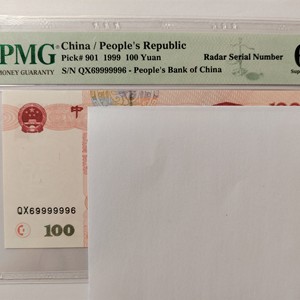 PMG China / People's Republic
Pick# 901 1999 100 Yuan Radar Serial Number
MONEY GUARANTY S/N QX69999996 - People's Bank of China
中
QX69999996
100